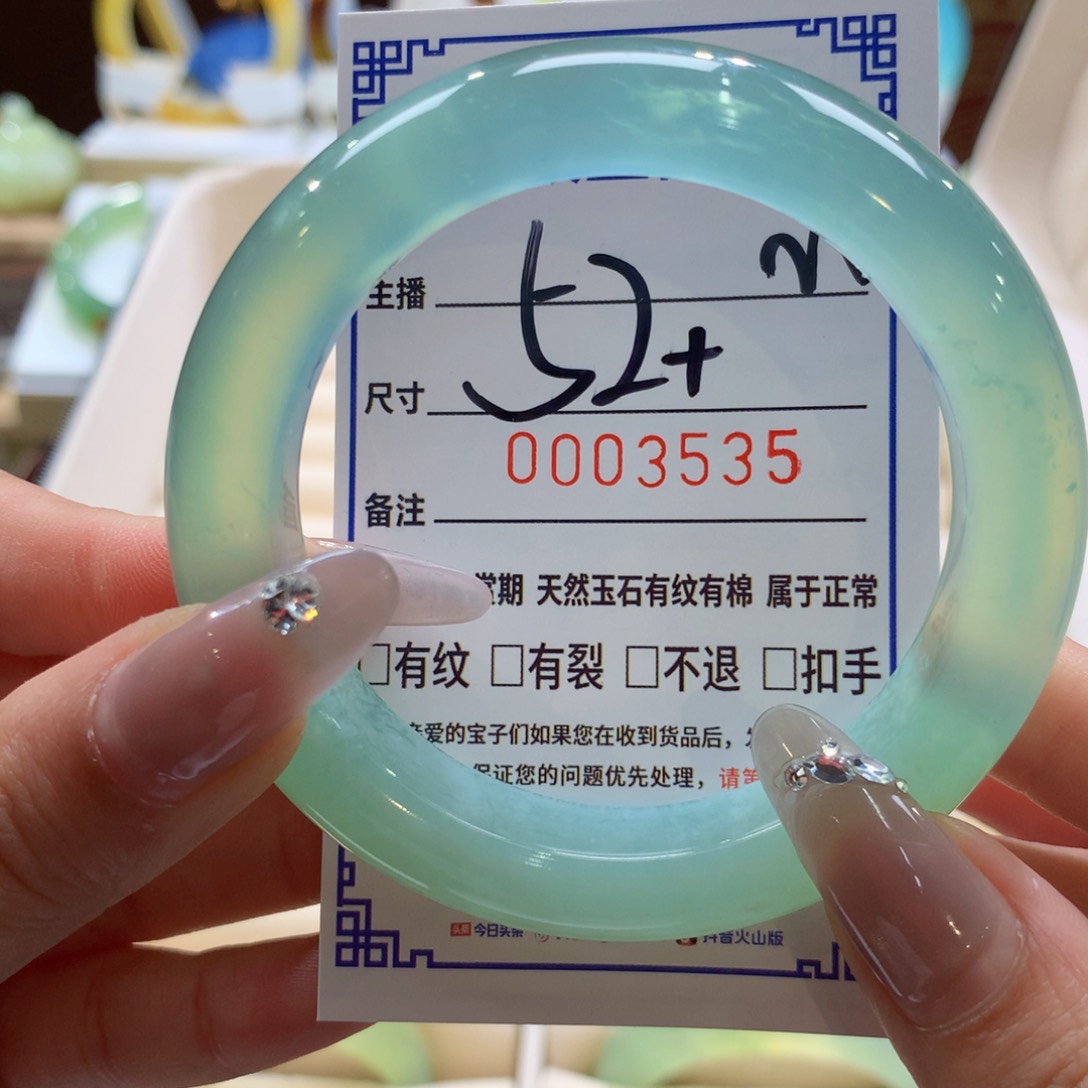 主播
52+
尺寸
0003535
备注
期 天然玉石有纹有棉 属于正常
□有纹 □有裂 □不退 □扣手
爱的宝子们如果您在收到货品后，
保证您的问题优先处理，请
今日头条 抖音火山版